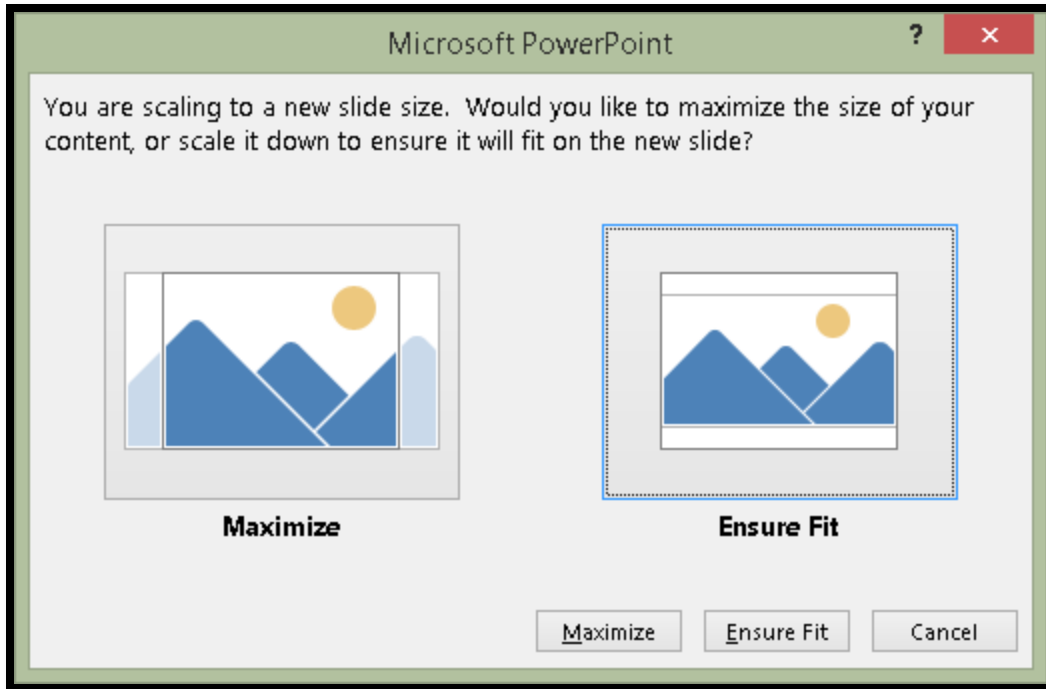 Microsoft PowerPoint
?
You are scaling to a new slide size.  Would you like to maximize the size of your
content, or scale it down to ensure it will fit on the new slide?
Maximize
Ensure Fit
Maximize
Ensure Fit
Cancel